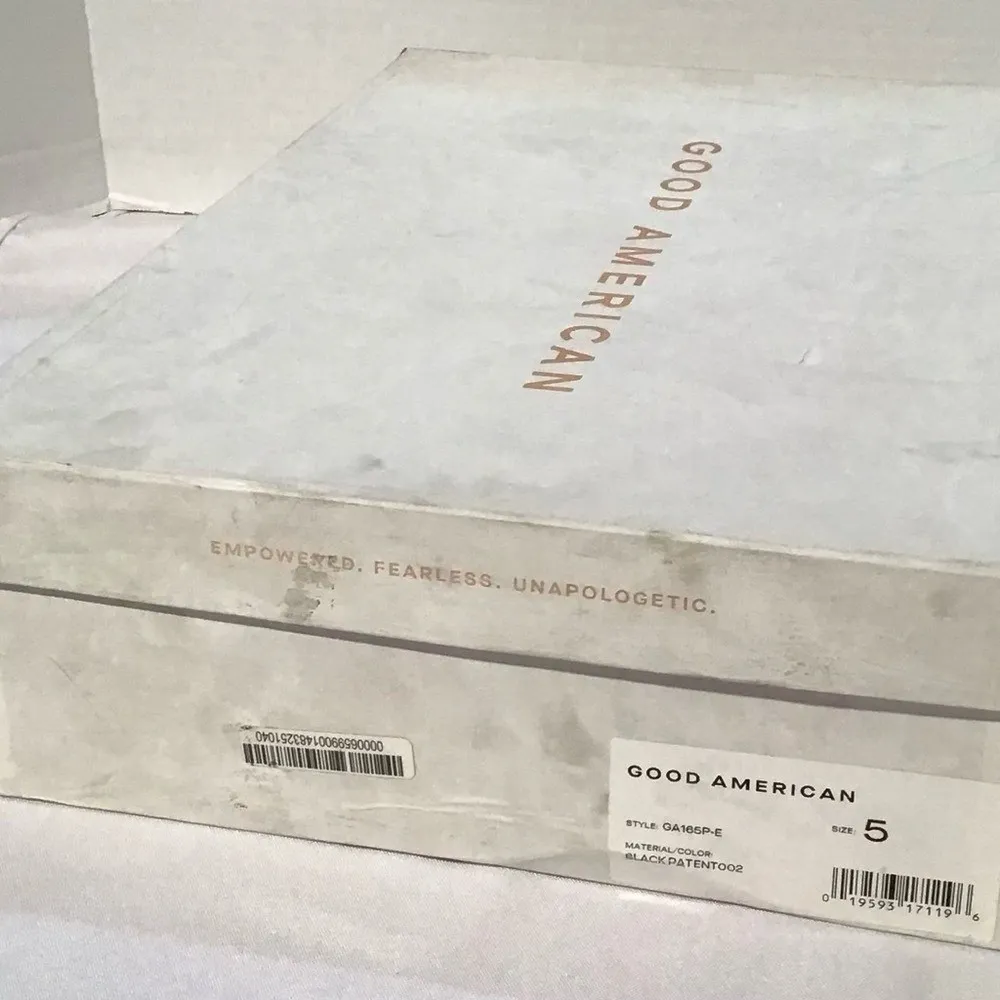 GOOD AMERICAN
EMPOWERED. FEARLESS. UNAPOLOGETIC.
00006599001483251040
GOOD AMERICAN
STYLE: GA165P-E
SIZE: 5
MATERIAL/COLOR:
BLACK PATENT002
0 19593 17119 6